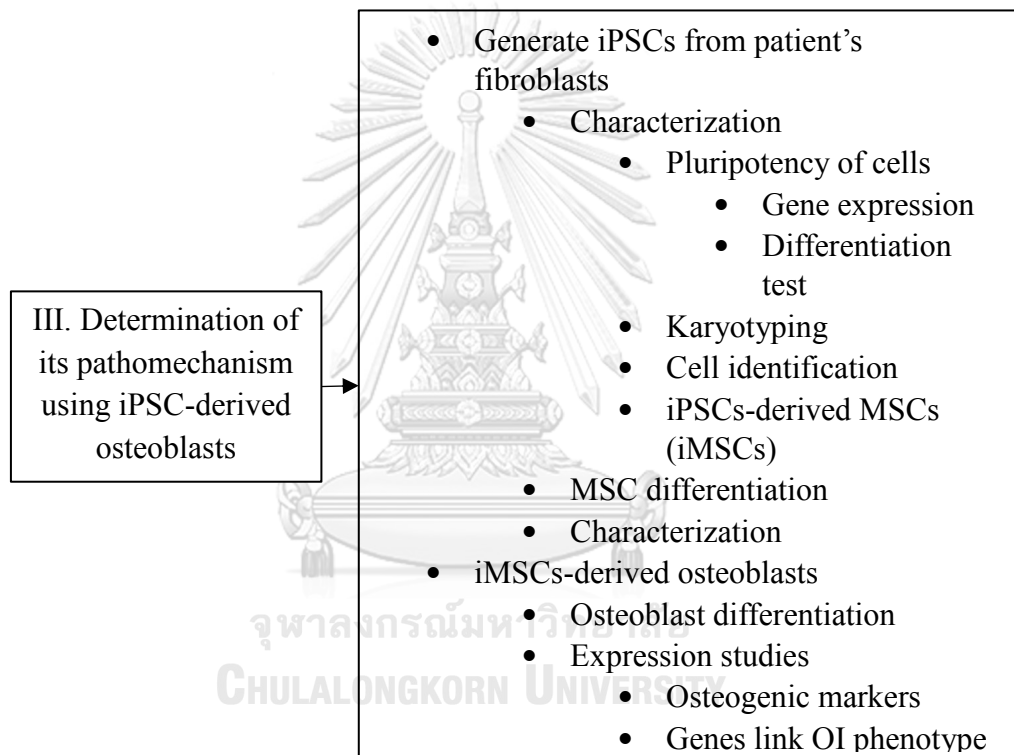 III. Determination of
its pathomechanism
using iPSC-derived
osteoblasts
• Generate iPSCs from patient’s
fibroblasts
• Characterization
• Pluripotency of cells
• Gene expression
• Differentiation
test
• Karyotyping
• Cell identification
• iPSCs-derived MSCs
(iMSCs)
• MSC differentiation
• Characterization
• iMSCs-derived osteoblasts
• Osteoblast differentiation
• Expression studies
• Osteogenic markers
• Genes link OI phenotype
จุฬาลงกรณ์มหาวิทยาลัย
CHULALONGKORN UNIVERSITY